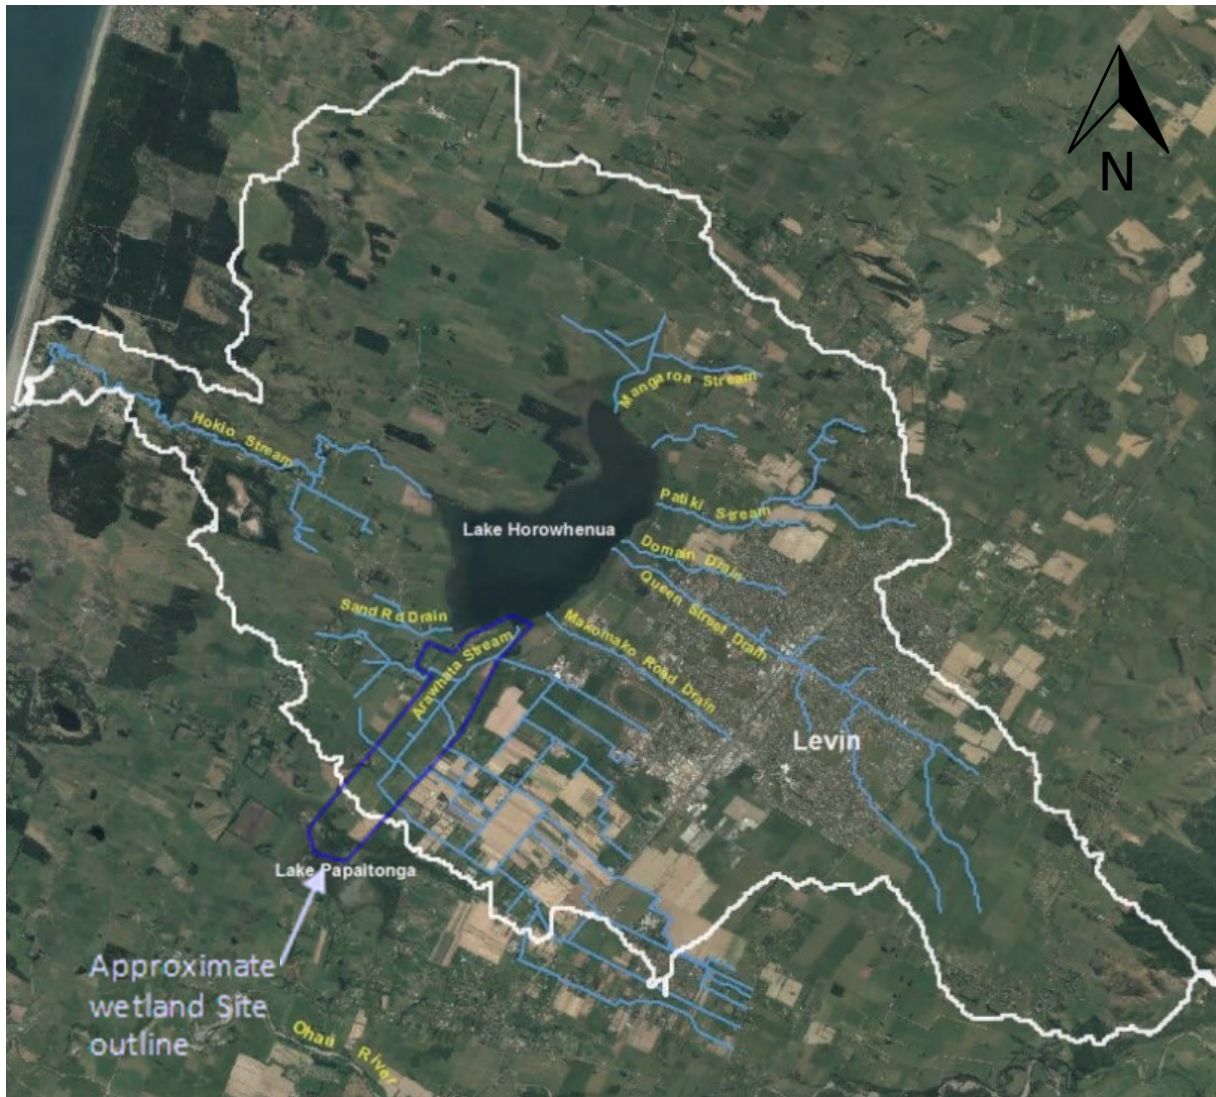 N
Mangaroa Stream
Hokio Stream
Patiki Stream
Lake Horowhenua
Domain Drain
Queen Street Drain
Sand Rd Drain
Makomako Road Drain
Arawhata Stream
Levin
Lake Papaitonga
Approximate
wetland Site
outline
Ohau River